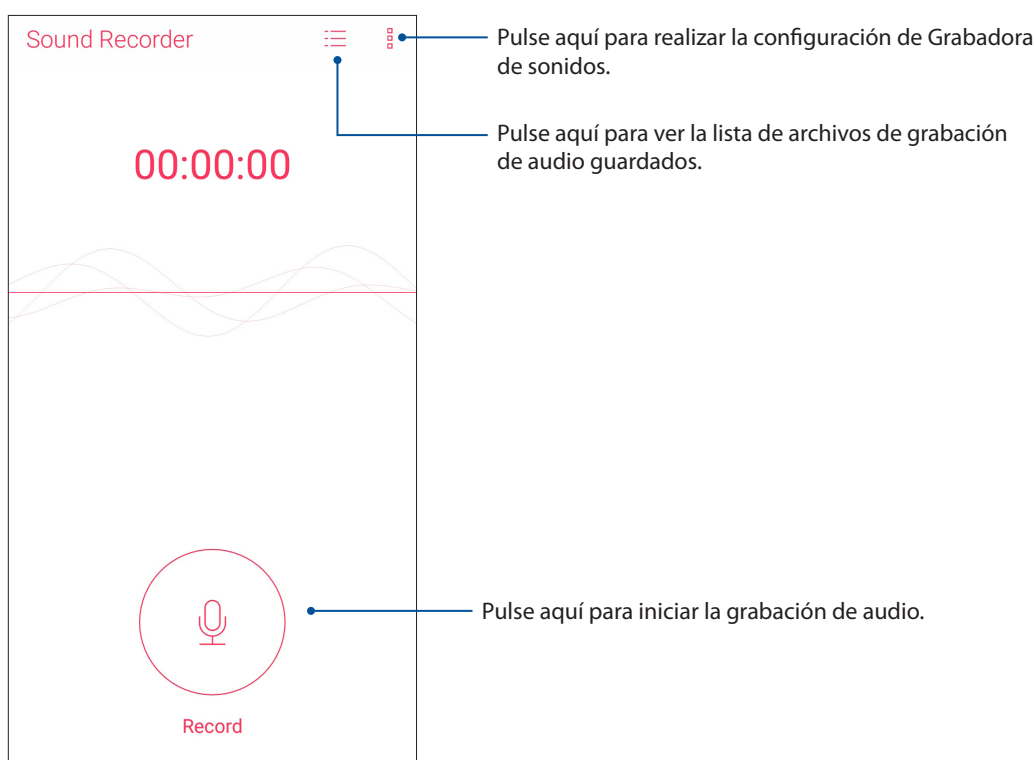 Sound Recorder
Pulse aquí para realizar la configuración de Grabadora
de sonidos.
Pulse aquí para ver la lista de archivos de grabación
de audio guardados.
00:00:00
Pulse aquí para iniciar la grabación de audio.
Record